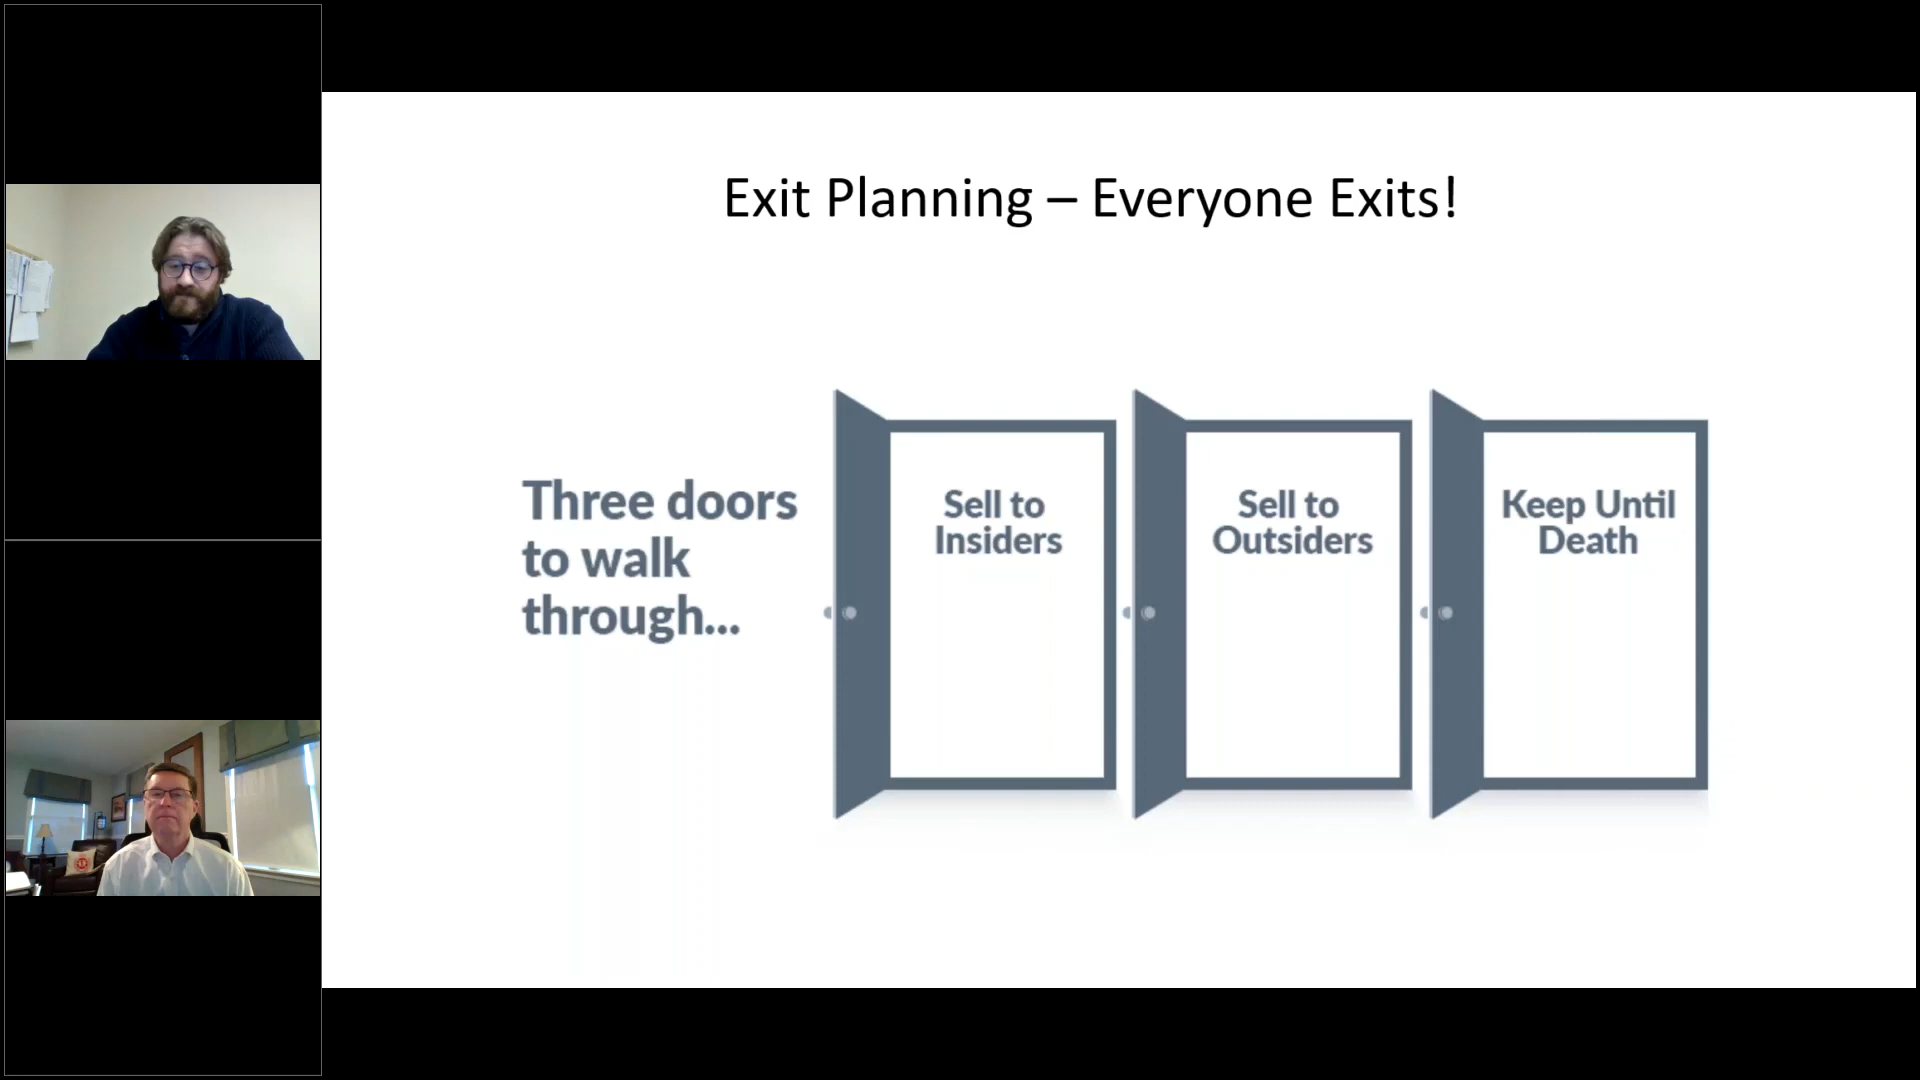 Exit Planning – Everyone Exits!
Three doors
to walk
through...
Sell to
Insiders
Sell to
Outsiders
Keep Until
Death